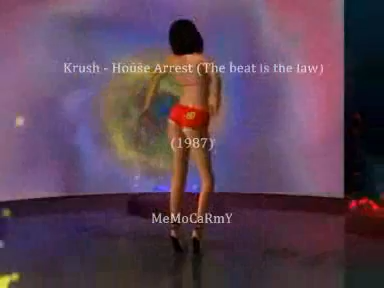 Krush - House Arrest (The beat is the law)
(1987)
MeMoCaRmY